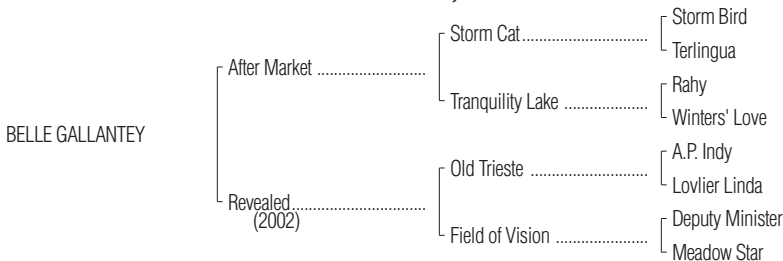 Storm Bird
Storm Cat..............................
Terlingua
After Market ..........................
Rahy
Tranquility Lake ....................
Winters' Love
BELLE GALLANTEY
A.P. Indy
Old Trieste ............................
Lovlier Linda
Revealed................................
(2002)
Deputy Minister
Field of Vision ......................
Meadow Star